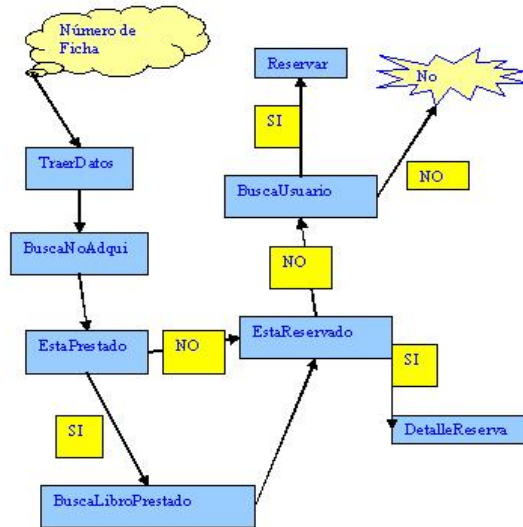 Número de
Ficha
Reservar
No
SI
TraerDatos
NO
BuscaUsuario
BuscaNoAdqui
NO
EstaPrestado
NO
EstaReservado
SI
SI
DetalleReserva
BuscaLibroPrestado